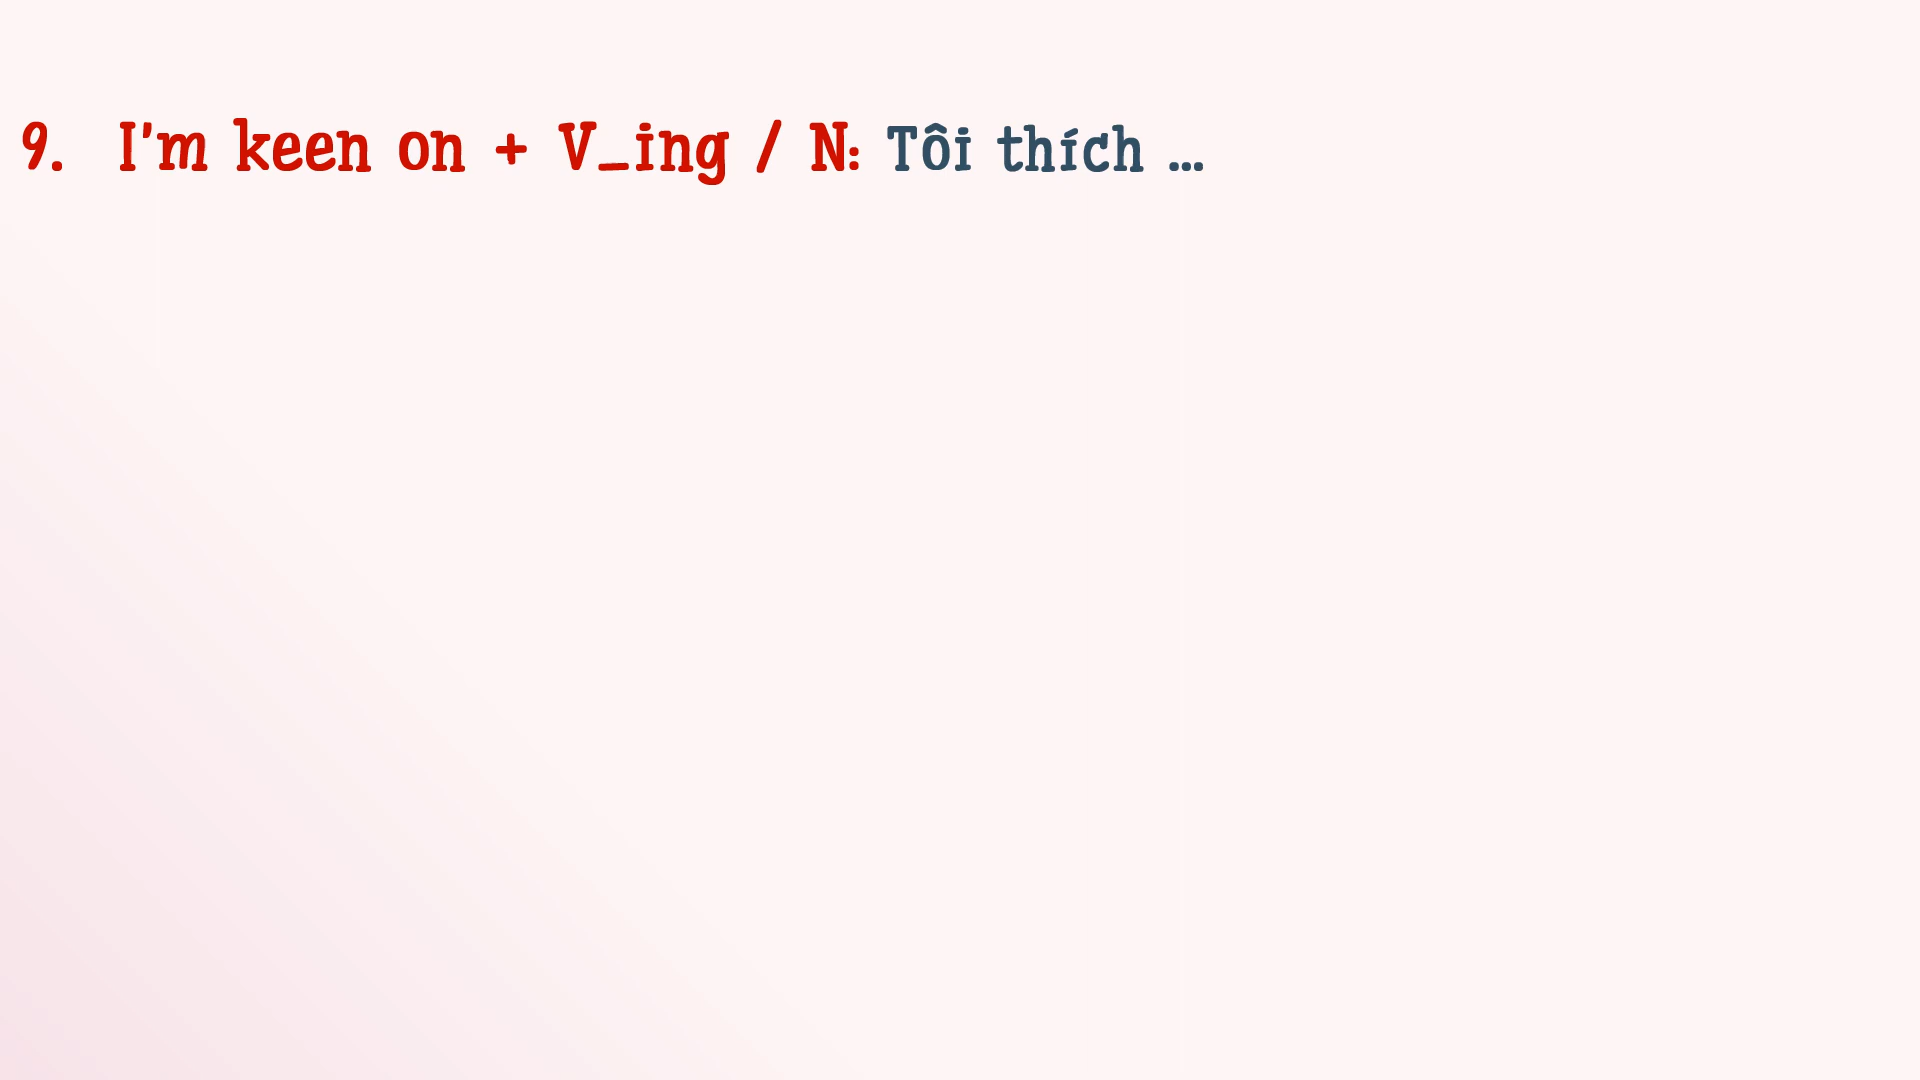 9. I'm keen on + V_ing / N: Tôi thích ...